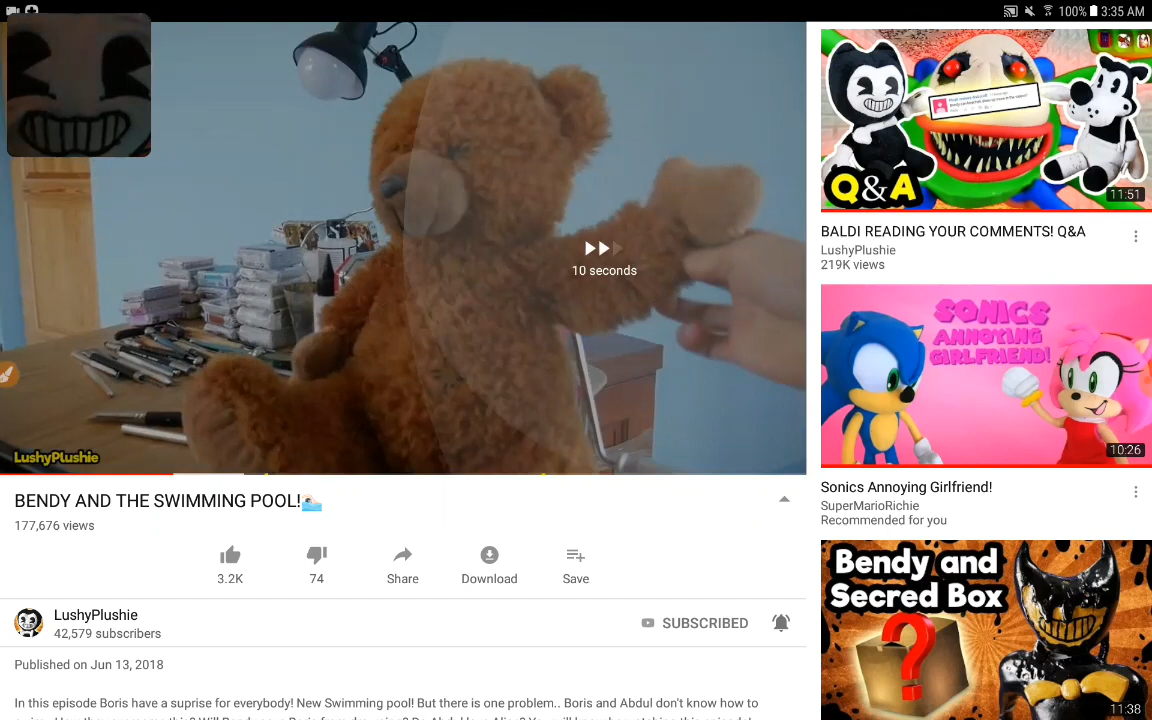 100% 3:35 AM
10 seconds
LushyPlushie
BENDY AND THE SWIMMING POOL!
177,676 views
3.2K
74
Share
Download
Save
LushyPlushie
42,579 subscribers
SUBSCRIBED
Published on Jun 13, 2018
In this episode Boris have a suprise for everybody! New Swimming pool! But there is one problem.. Boris and Abdul don't know how to
Q&A
11:51
BALDI READING YOUR COMMENTS! Q&A
LushyPlushie
219K views
SONICS
ANNOYING
GIRLFRIEND!
10:26
Sonics Annoying Girlfriend!
SuperMarioRichie
Recommended for you
Bendy and
Secred Box
?
11:38